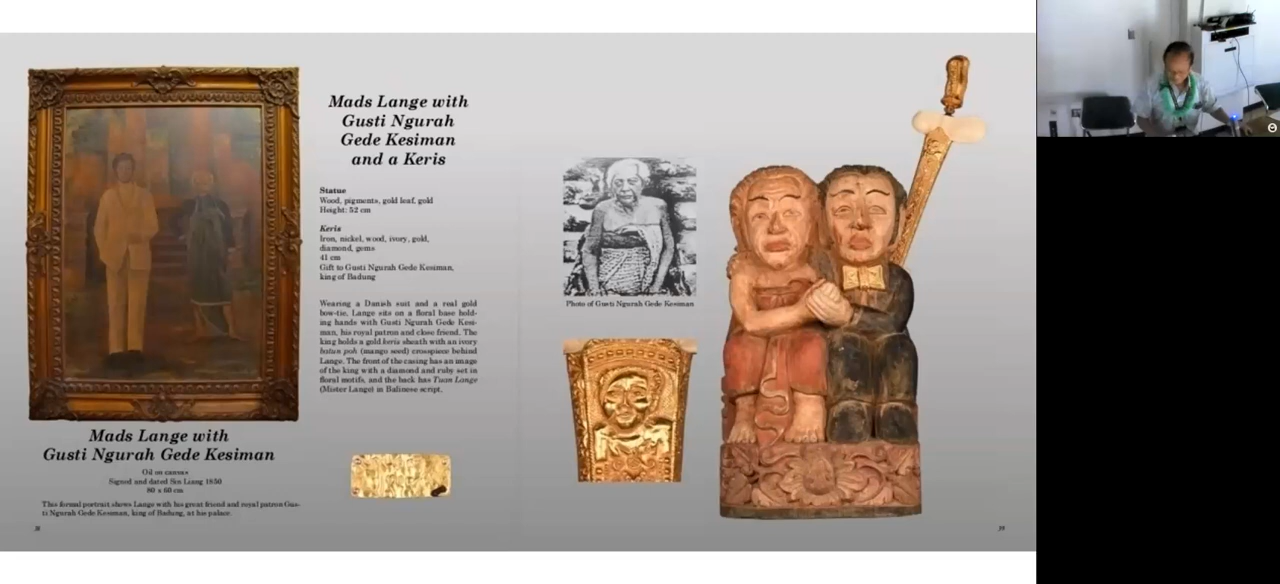 Mads Lange with
Gusti Ngurah Gede Kesiman
Oil on canvas
Signed and dated Sin Liang 1850
80 x 60 cm
This formal portrait shows Lange with his great friend and royal patron Gus-
ti Ngurah Gede Kesiman, king of Badung, at his palace.
38
Mads Lange with
Gusti Ngurah
Gede Kesiman
and a Keris
Statue
Wood, pigments, gold leaf, gold
Height: 52 cm
Keris
Iron, nickel, wood, ivory, gold,
diamond, gems
41 cm
Gift to Gusti Ngurah Gede Kesiman,
king of Badung
Wearing a Danish suit and a real gold
bow-tie, Lange sits on a floral base hold-
ing hands with Gusti Ngurah Gede Kesi-
man, his royal patron and close friend. The
king holds a gold keris sheath with an ivory
batun poh (mango seed) crosspiece behind
Lange. The front of the casing has an image
of the king with a diamond and ruby set in
floral motifs, and the back has Tuan Lange
(Mister Lange) in Balinese script.
Photo of Gusti Ngurah Gede Kesiman
39